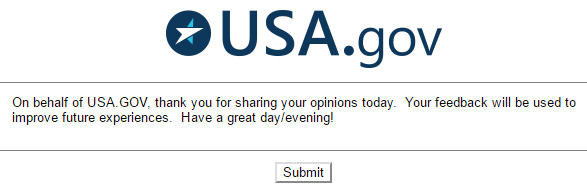 USA.gov
On behalf of USA.GOV, thank you for sharing your opinions today.  Your feedback will be used to
improve future experiences.  Have a great day/evening!
Submit